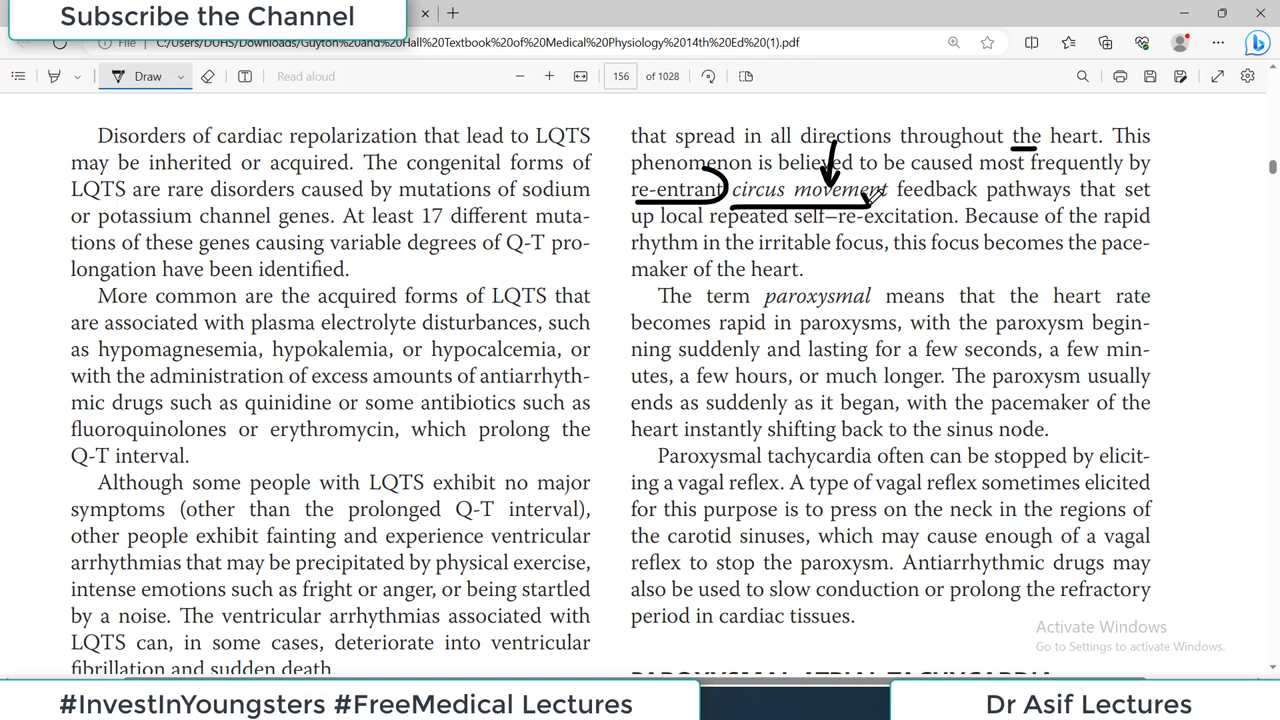 Subscribe the Channel
File
C:/Users/DUHS/Downloads/Guyton%20and%20Hall%20Textbook%20of%20Medical%20Physiology%2014th%20Ed%20(1).pdf
Draw
Read aloud
156 of 1028
Disorders of cardiac repolarization that lead to LQTS
may be inherited or acquired. The congenital forms of
LQTS are rare disorders caused by mutations of sodium
or potassium channel genes. At least 17 different muta-
tions of these genes causing variable degrees of Q-T pro-
longation have been identified.
More common are the acquired forms of LQTS that
are associated with plasma electrolyte disturbances, such
as hypomagnesemia, hypokalemia, or hypocalcemia, or
with the administration of excess amounts of antiarrhyth-
mic drugs such as quinidine or some antibiotics such as
fluoroquinolones or erythromycin, which prolong the
Q-T interval.
Although some people with LQTS exhibit no major
symptoms (other than the prolonged Q-T interval),
other people exhibit fainting and experience ventricular
arrhythmias that may be precipitated by physical exercise,
intense emotions such as fright or anger, or being startled
by a noise. The ventricular arrhythmias associated with
LQTS can, in some cases, deteriorate into ventricular
fibrillation and sudden death.
that spread in all directions throughout the heart. This
phenomenon is believed to be caused most frequently by
re-entrant circus movement feedback pathways that set
up local repeated self–re-excitation. Because of the rapid
rhythm in the irritable focus, this focus becomes the pace-
maker of the heart.
The term paroxysmal means that the heart rate
becomes rapid in paroxysms, with the paroxysm begin-
ning suddenly and lasting for a few seconds, a few min-
utes, a few hours, or much longer. The paroxysm usually
ends as suddenly as it began, with the pacemaker of the
heart instantly shifting back to the sinus node.
Paroxysmal tachycardia often can be stopped by elicit-
ing a vagal reflex. A type of vagal reflex sometimes elicited
for this purpose is to press on the neck in the regions of
the carotid sinuses, which may cause enough of a vagal
reflex to stop the paroxysm. Antiarrhythmic drugs may
also be used to slow conduction or prolong the refractory
period in cardiac tissues.
PAROXYSMAL ATRIAL TACHYCARDIA
Activate Windows
Go to Settings to activate Windows.
#InvestInYoungsters #FreeMedical Lectures
Dr Asif Lectures